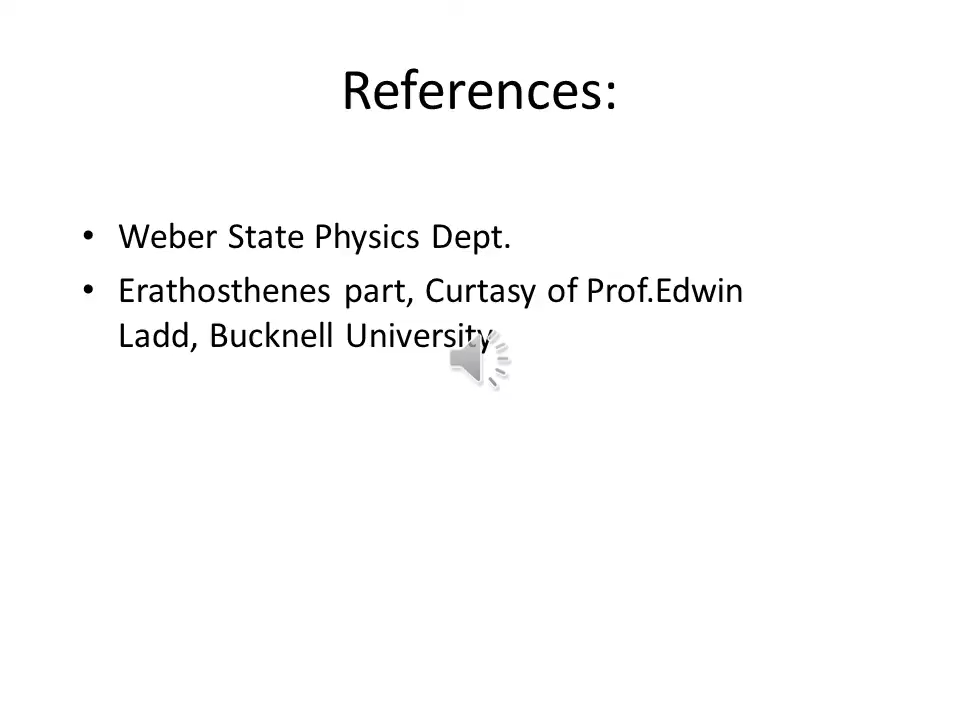 References:
• Weber State Physics Dept.
• Erathosthenes part, Curtasy of Prof.Edwin
Ladd, Bucknell University